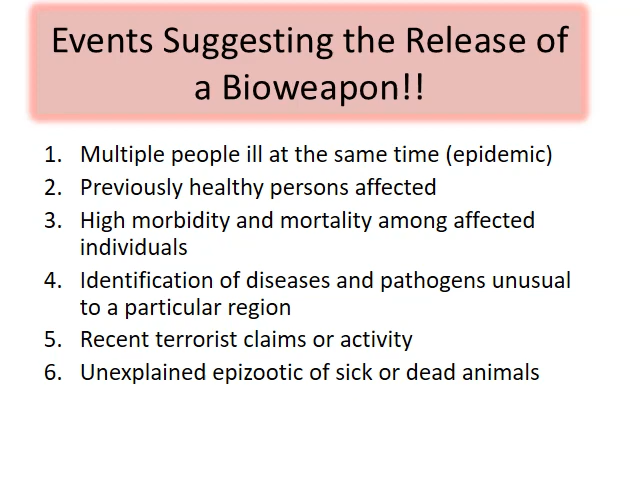 Events Suggesting the Release of
a Bioweapon!!
1. Multiple people ill at the same time (epidemic)
2. Previously healthy persons affected
3. High morbidity and mortality among affected
individuals
4. Identification of diseases and pathogens unusual
to a particular region
5. Recent terrorist claims or activity
6. Unexplained epizootic of sick or dead animals